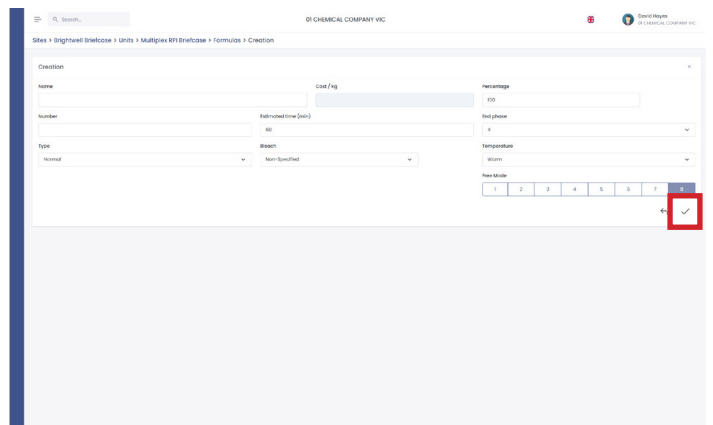 Search...
01 CHEMICAL COMPANY VIC
David Hayes
01 CHEMICAL COMPANY VIC
Sites > Brightwell Briefcase > Units > Multiplex RPI Briefcase > Formulas > Creation
Creation
×
Name
Cost / kg
Percentage
100
Number
Estimated time (min)
End phase
60
Type
Bleach
Temperature
Normal
Non-Specified
Warm
Free Mode
1 2 3 4 5 6 7 8